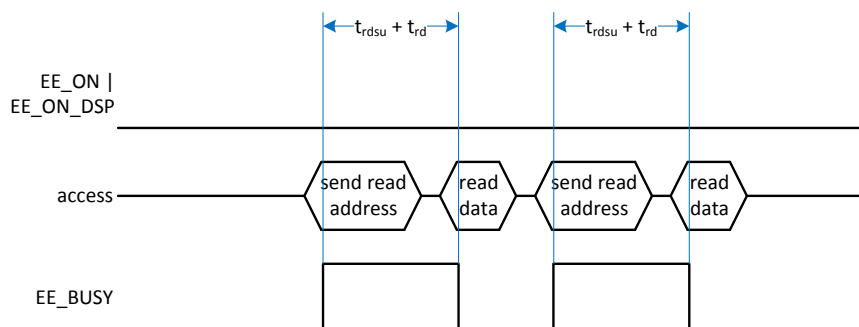 t_rdsu + t_rd t_rdsu + t_rd
EE_ON |
EE_ON_DSP
access
send read
address
read
data
send read
address
read
data
EE_BUSY